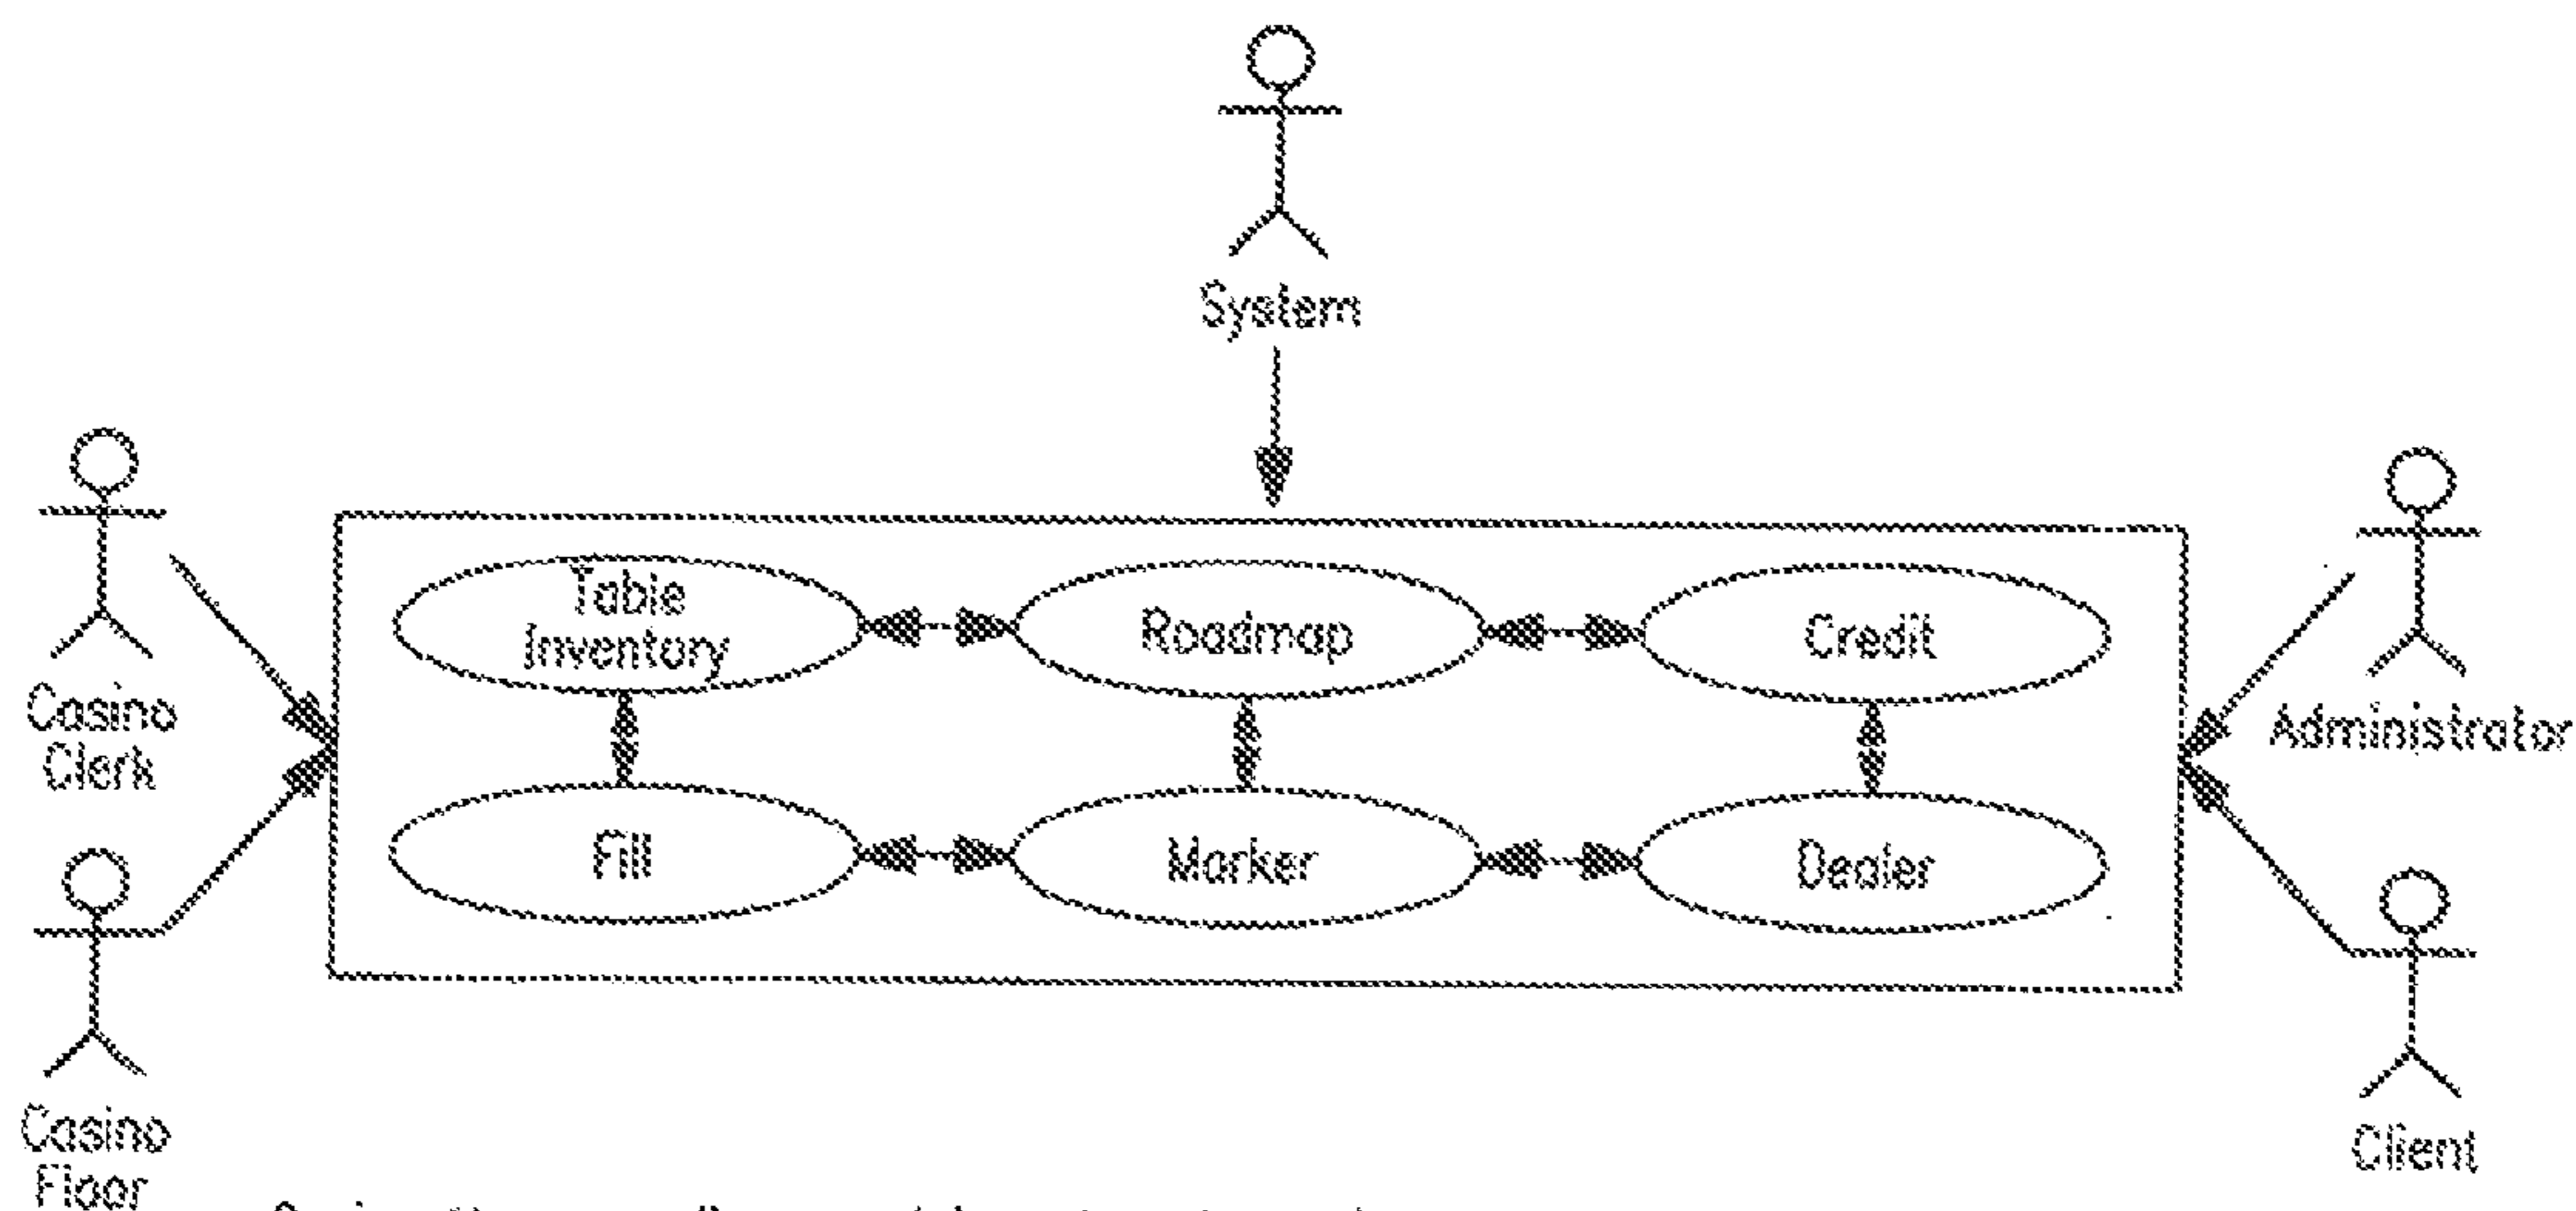 System
Table
Inventory
Roadmap
Credit
Casino
Clerk
Administrator
Fill
Marker
Dealer
Casino
Floor
Client